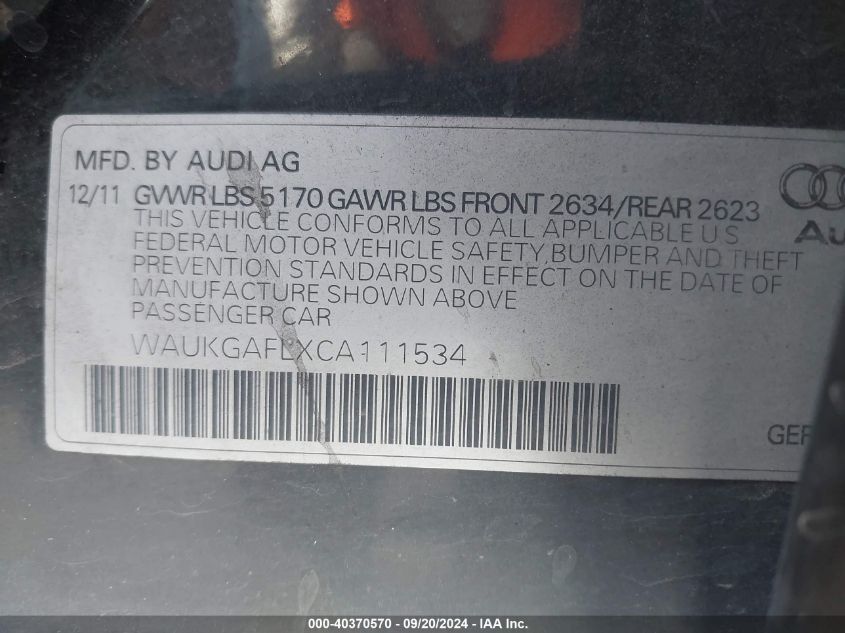 MFD. BY AUDI AG
12/11 GVWR LBS 5170 GAWR LBS FRONT 2634/REAR 2623
THIS VEHICLE CONFORMS TO ALL APPLICABLE U S
FEDERAL MOTOR VEHICLE SAFETY, BUMPER AND THEFT
PREVENTION STANDARDS IN EFFECT ON THE DATE OF
MANUFACTURE SHOWN ABOVE
PASSENGER CAR
WAUKGAFLXCA111534
000-40370570 - 09/20/2024 - IAA Inc.